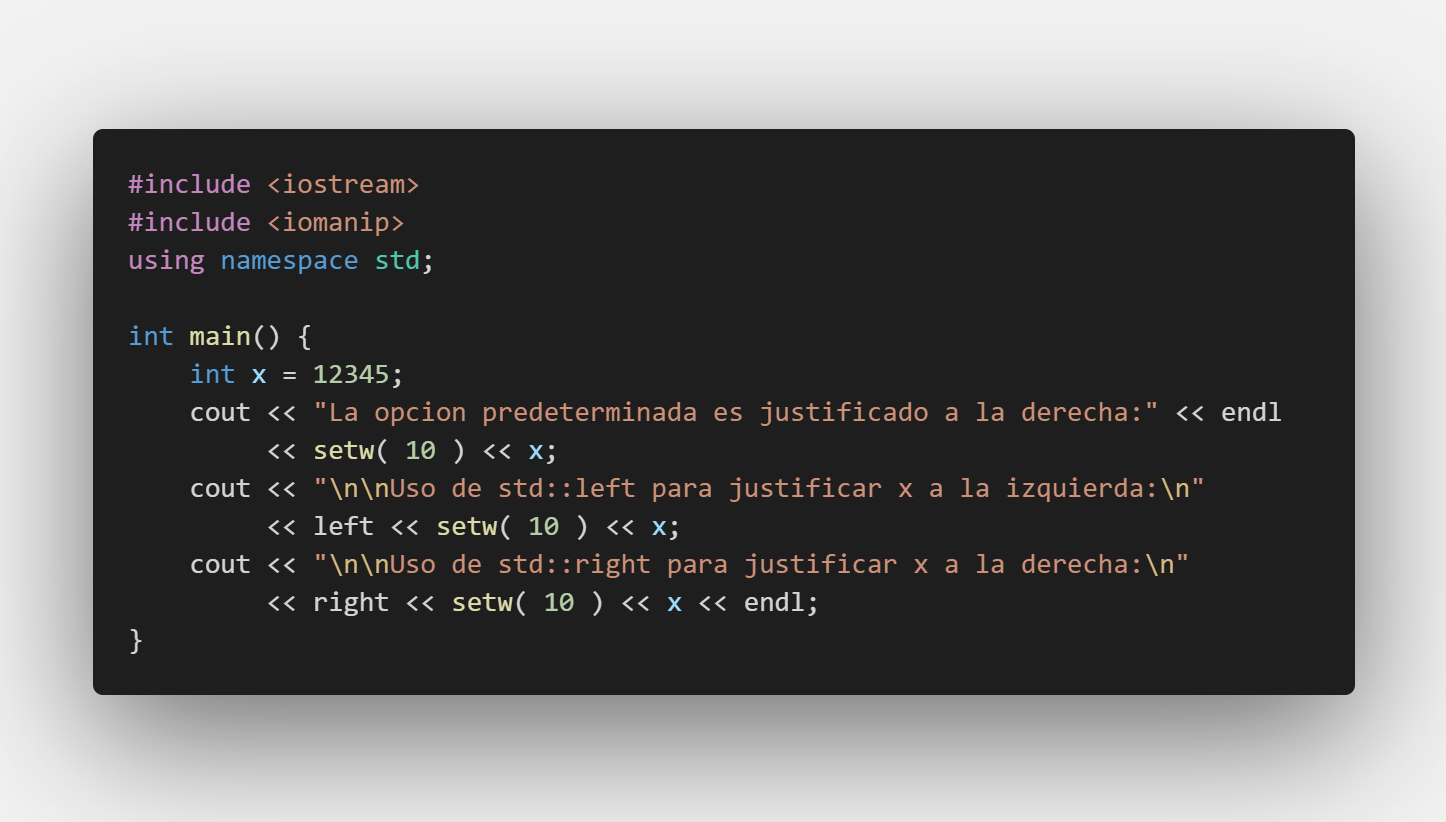 #include <iostream>
#include <iomanip>
using namespace std;

int main() {
    int x = 12345;
    cout << "La opcion predeterminada es justificado a la derecha:" << endl
         << setw( 10 ) << x;
    cout << "\n\nUso de std::left para justificar x a la izquierda:\n"
         << left << setw( 10 ) << x;
    cout << "\n\nUso de std::right para justificar x a la derecha:\n"
         << right << setw( 10 ) << x << endl;
}